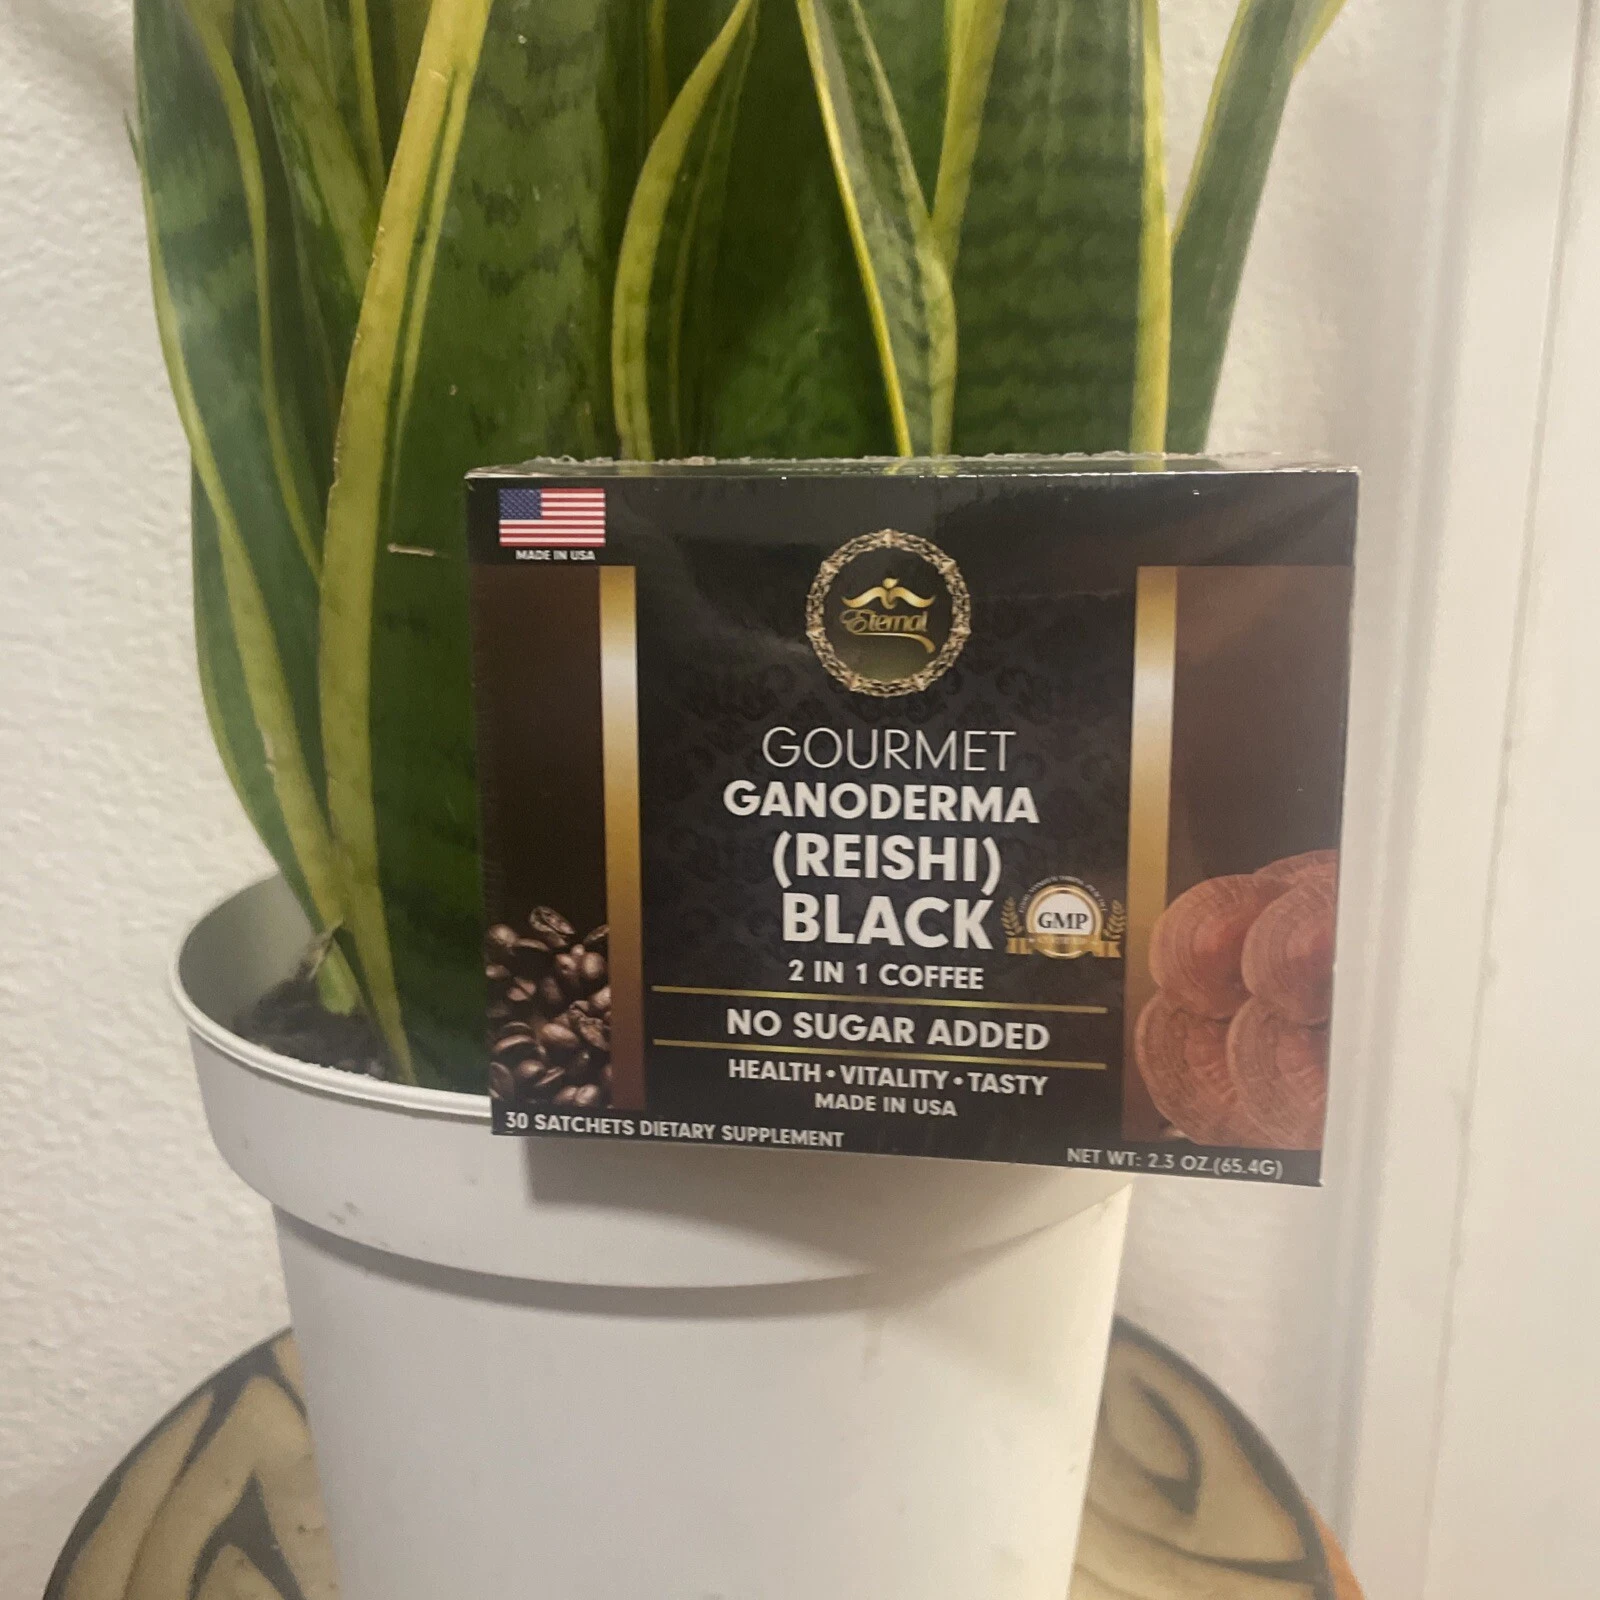 MADE IN USA
Eternal
GOURMET
GANODERMA
(REISHI)
BLACK
GMP
2 IN 1 COFFEE
NO SUGAR ADDED
HEALTH • VITALITY • TASTY
MADE IN USA
30 SATCHETS DIETARY SUPPLEMENT
NET WT: 2.3 OZ.(65.4G)